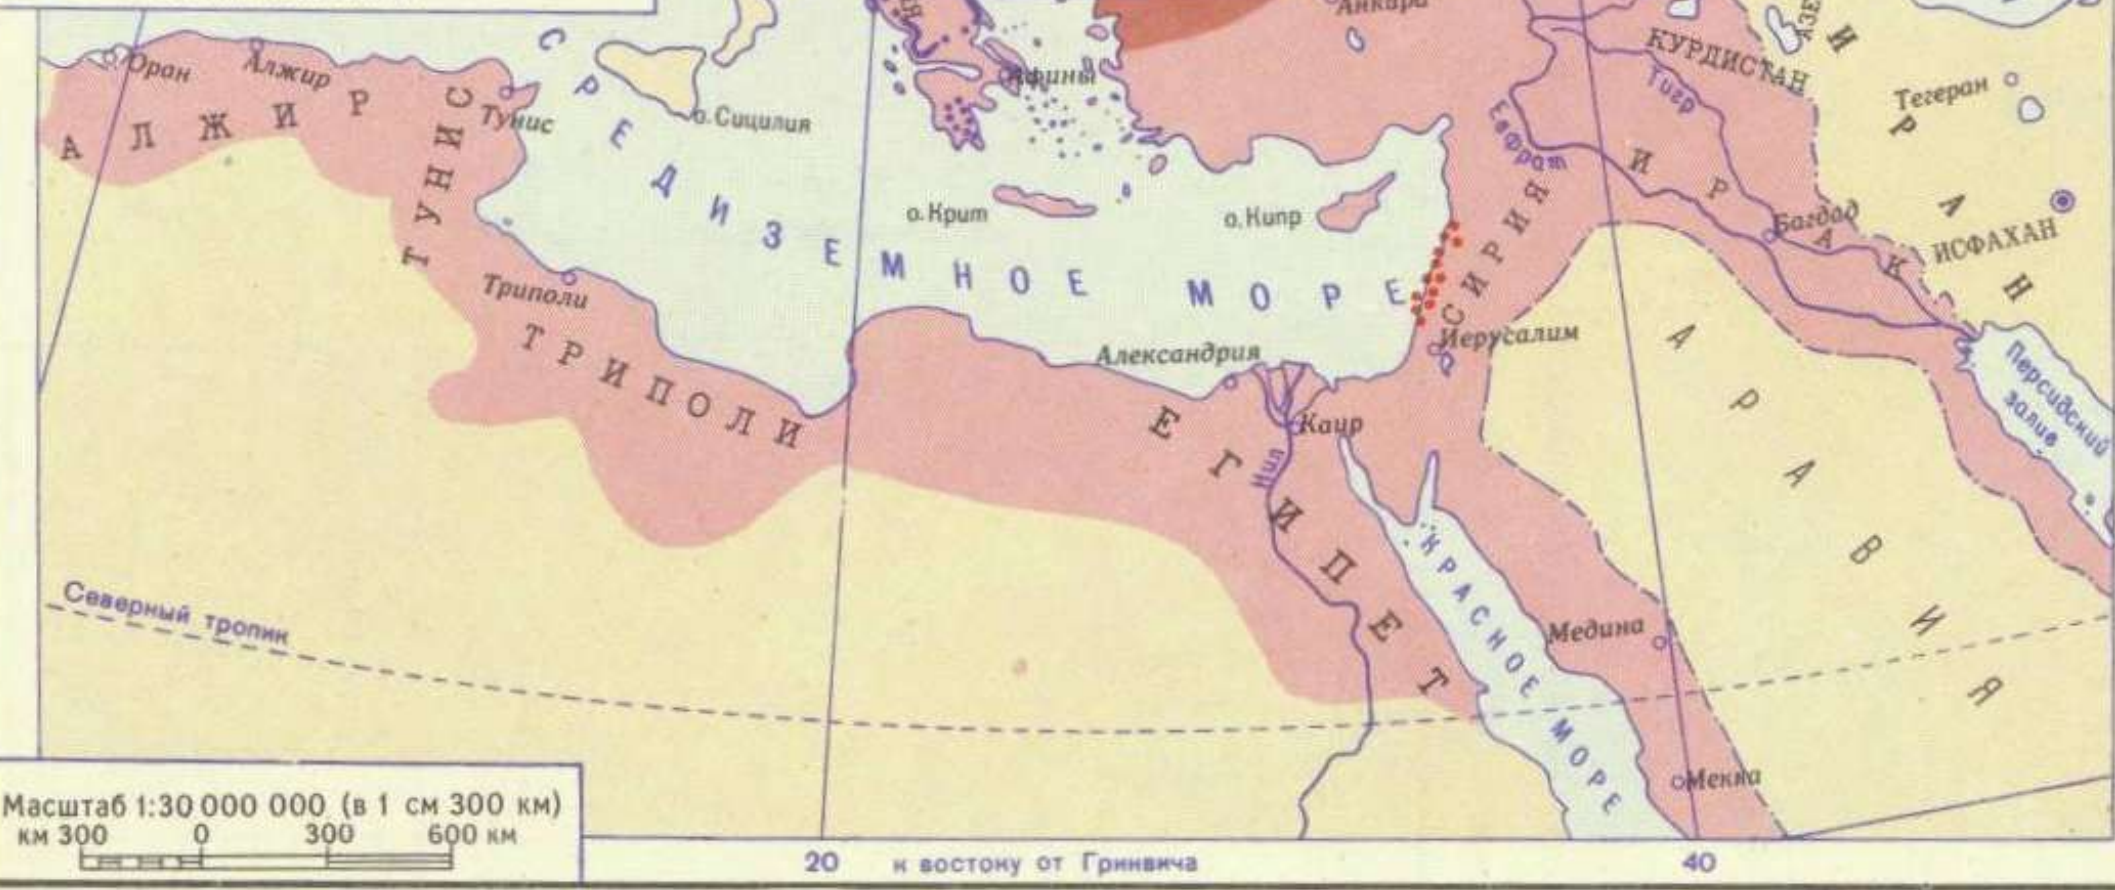 Анкара
КУРДИСТАН
ИРАН
Оран
Алжир
Афины
Тигр
Тегеран
АЛЖИР
ТУНИС
Тунис
о. Сицилия
Евфрат
СРЕДИЗЕМНОЕ МОРЕ
о. Крит
о. Кипр
СИРИЯ
ИРАК
Багдад
ИСФАХАН
Триполи
ТРИПОЛИ
Александрия
Иерусалим
Персидский
залив
Каир
Нил
ЕГИПЕТ
АРАВИЯ
КРАСНОЕ МОРЕ
Северный тропик
Медина
Мекка
Масштаб 1:30 000 000 (в 1 см 300 км)
км 300 0 300 600 км
20 к востоку от Гринвича 40